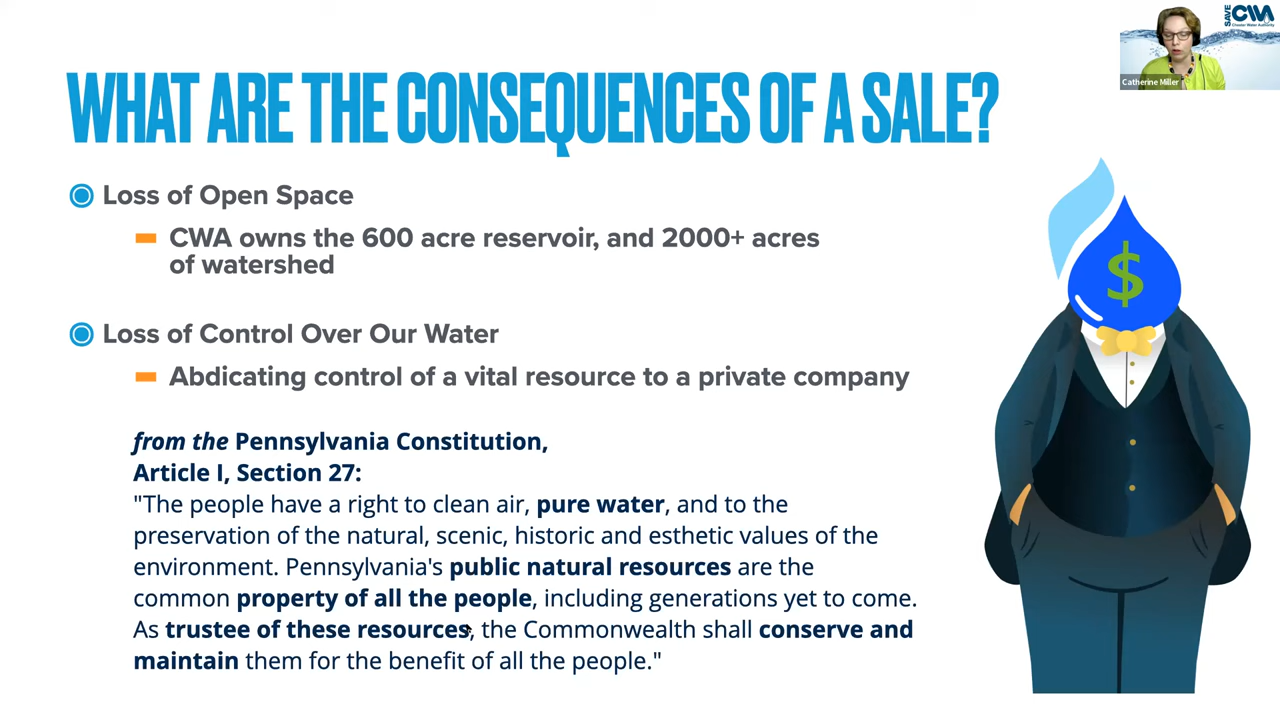 WHAT ARE THE CONSEQUENCES OF A SALE?
Loss of Open Space
CWA owns the 600 acre reservoir, and 2000+ acres
of watershed
Loss of Control Over Our Water
Abdicating control of a vital resource to a private company
from the Pennsylvania Constitution,
Article I, Section 27:
"The people have a right to clean air, pure water, and to the
preservation of the natural, scenic, historic and esthetic values of the
environment. Pennsylvania's public natural resources are the
common property of all the people, including generations yet to come.
As trustee of these resources, the Commonwealth shall conserve and
maintain them for the benefit of all the people."
$
SAVE CWA
Chester Water Authority
Catherine Miller